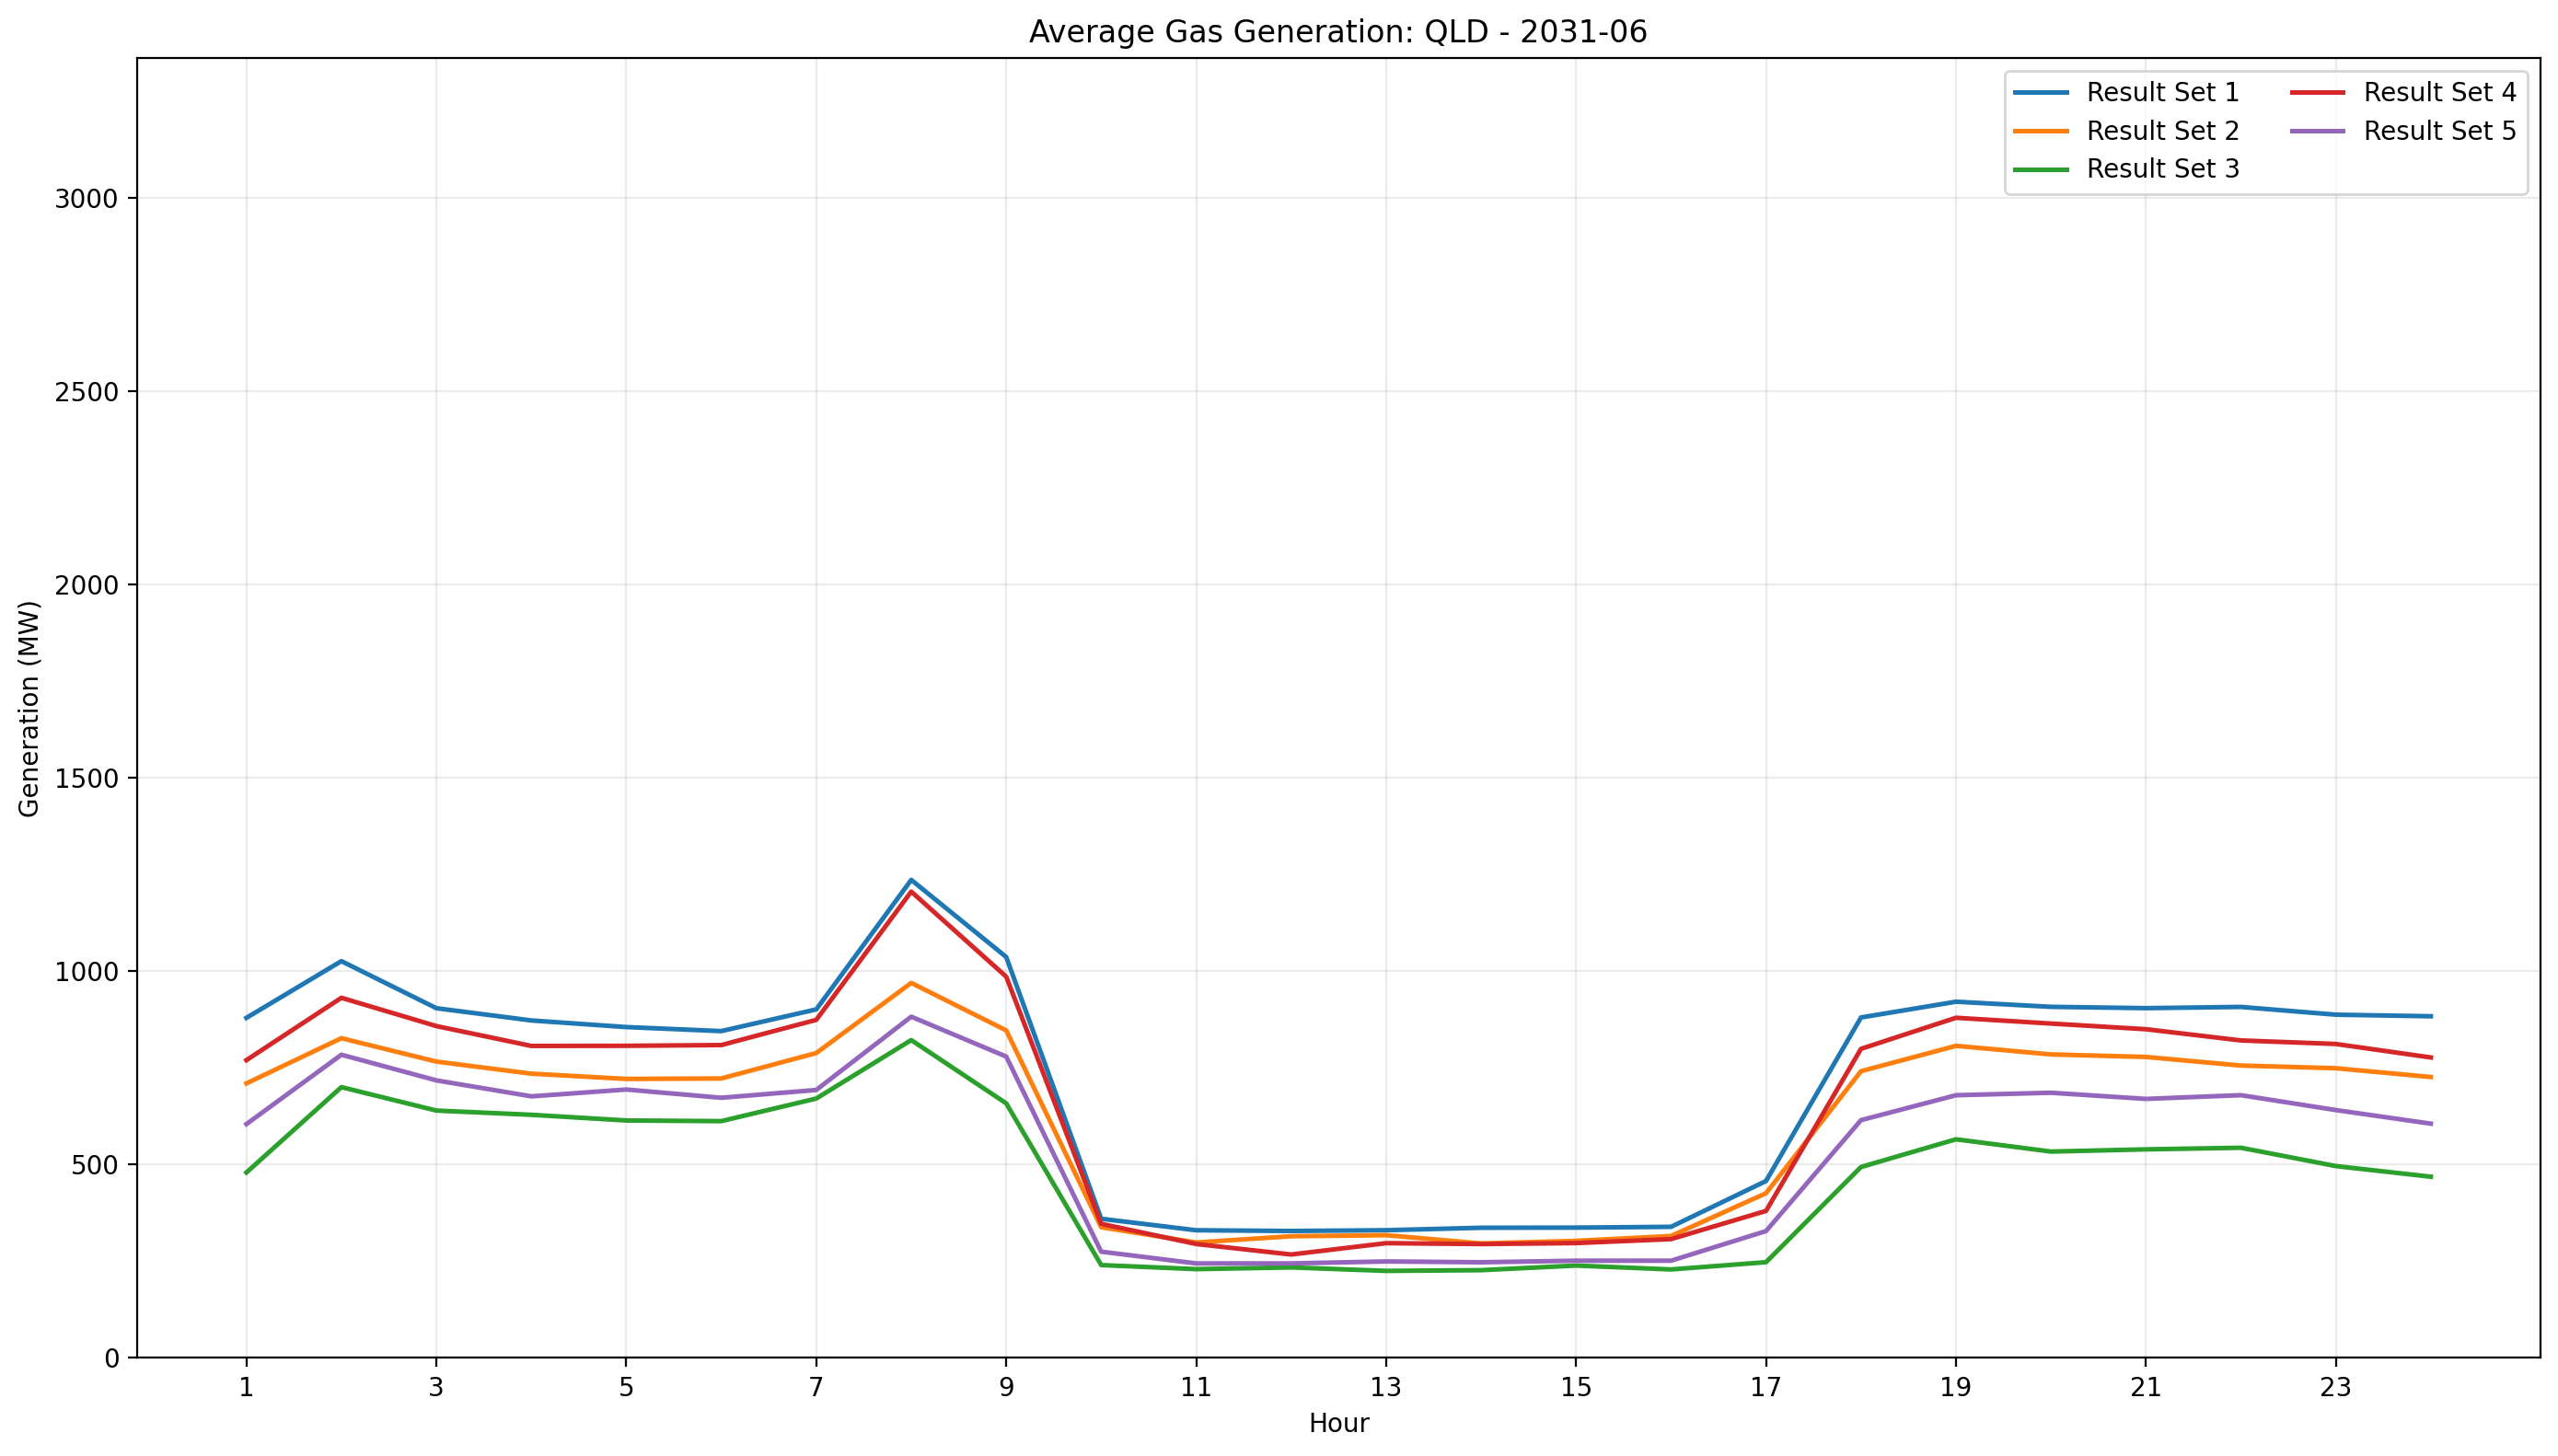 Average Gas Generation: QLD - 2031-06
Result Set 1
Result Set 2
Result Set 3
Result Set 4
Result Set 5
Generation (MW)
3000
2500
2000
1500
1000
500
0
1 3 5 7 9 11 13 15 17 19 21 23
Hour